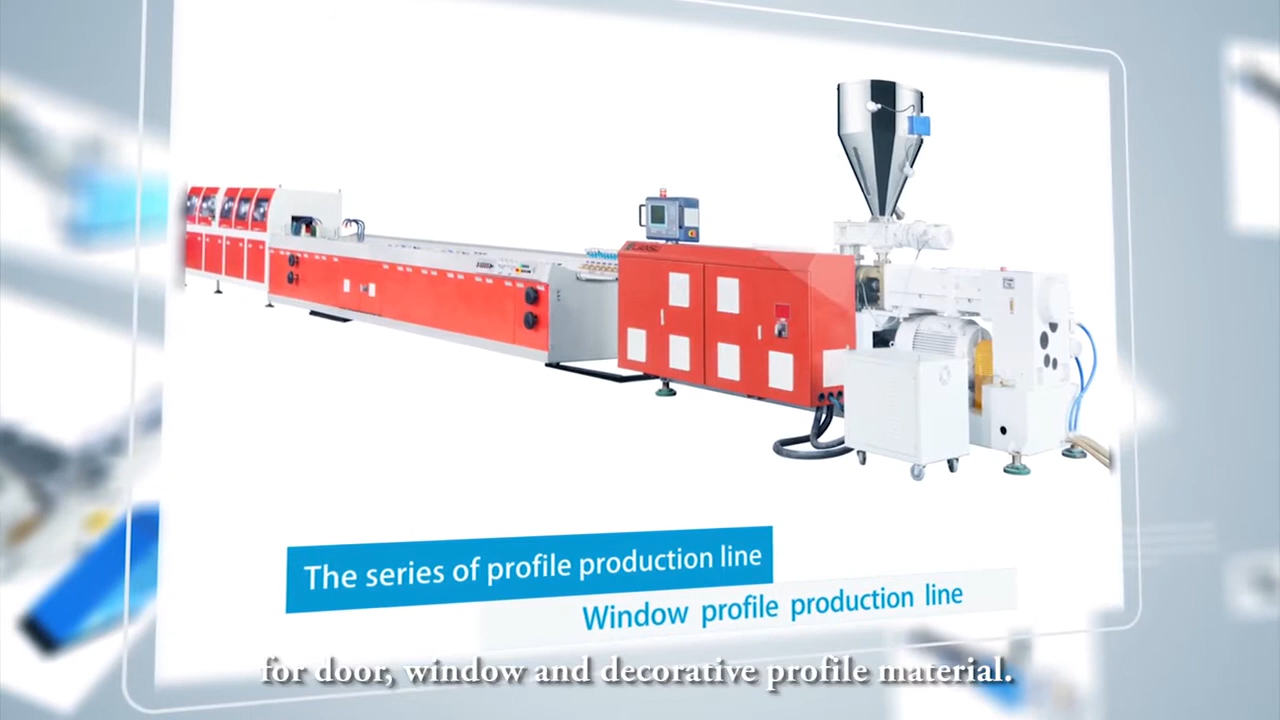 The series of profile production line
Window profile production line
for door, window and decorative profile material.